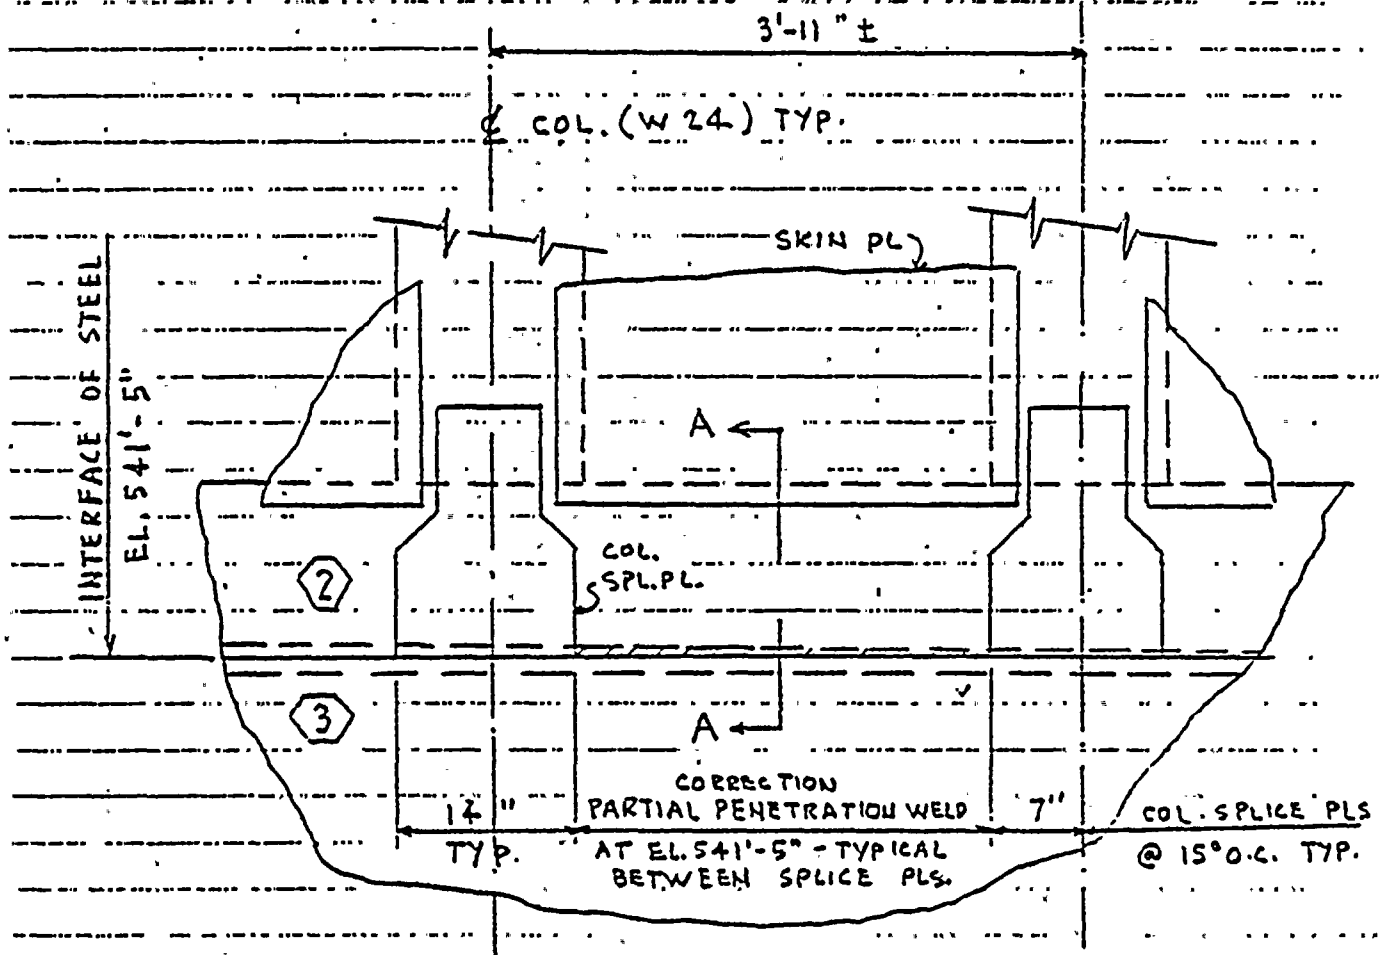 3'-11" ±
℄ COL. (W 24) TYP.
SKIN PL
INTERFACE OF STEEL
EL. 541'-5"
A
COL.
SPL. PL.
2
3
A
CORRECTION
PARTIAL PENETRATION WELD
AT EL. 541'-5" - TYPICAL
BETWEEN SPLICE PLS.
14"
TYP.
7"
COL. SPLICE PLS
@ 15° O.C. TYP.